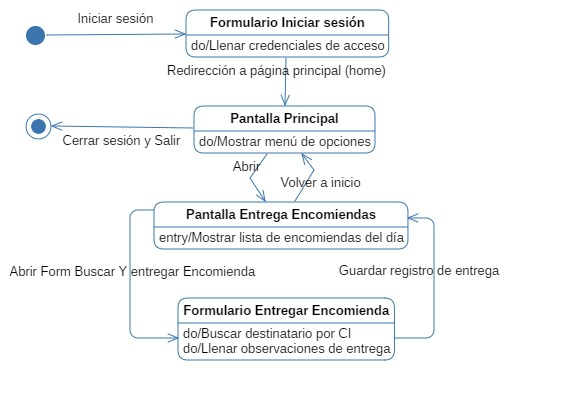 Iniciar sesión
Formulario Iniciar sesión
do/Llenar credenciales de acceso
Redirección a página principal (home)
Pantalla Principal
do/Mostrar menú de opciones
Cerrar sesión y Salir
Abrir
Volver a inicio
Pantalla Entrega Encomiendas
entry/Mostrar lista de encomiendas del día
Abrir Form Buscar Y entregar Encomienda
Guardar registro de entrega
Formulario Entregar Encomienda
do/Buscar destinatario por CI
do/Llenar observaciones de entrega